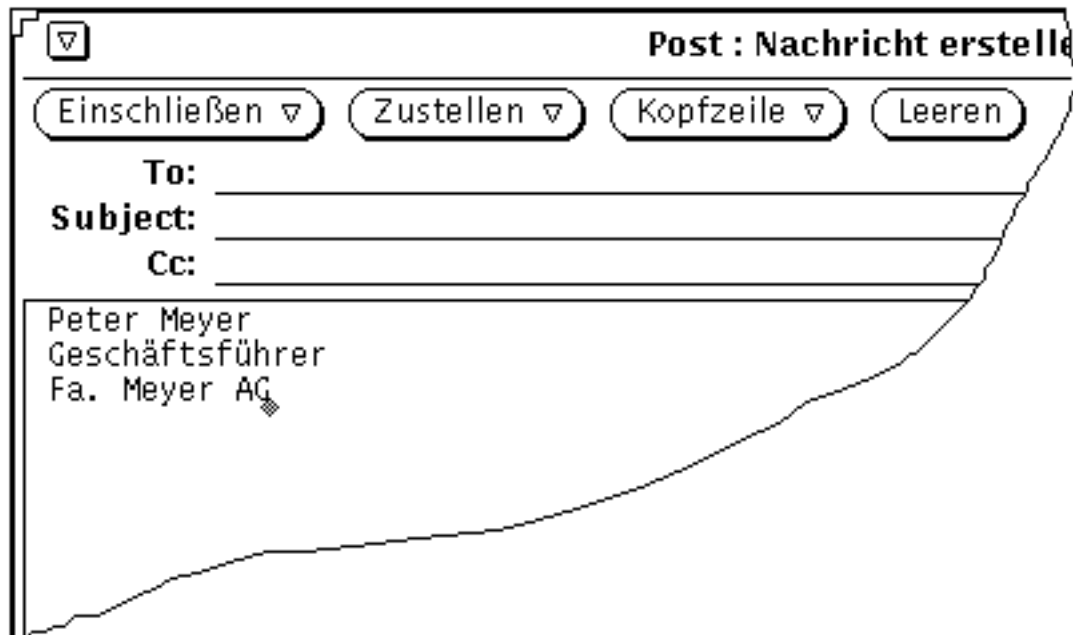 Post : Nachricht erstelle
Einschließen Zustellen Kopfzeile Leeren
To:
Subject:
Cc:
Peter Meyer
Geschäftsführer
Fa. Meyer AG